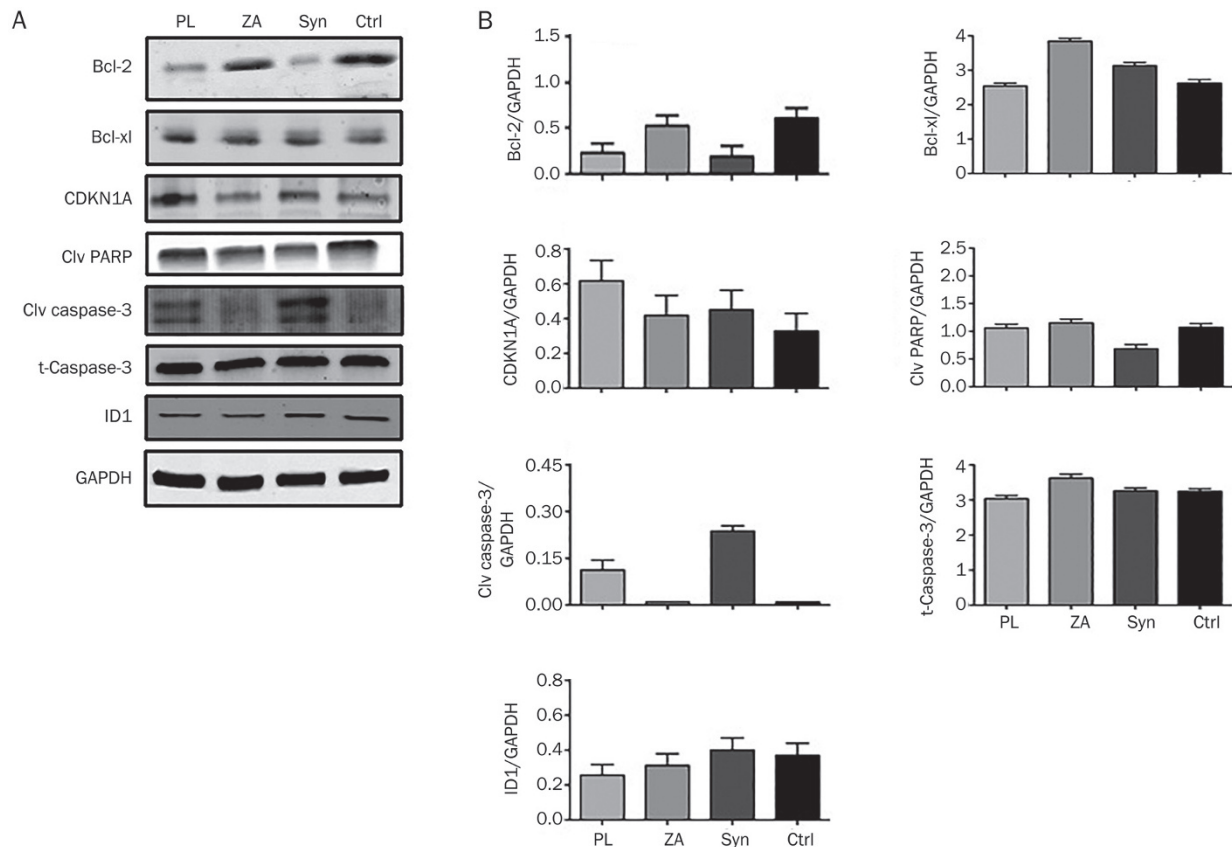 A
PL ZA Syn Ctrl
Bcl-2
Bcl-xl
CDKN1A
Clv PARP
Clv caspase-3
t-Caspase-3
ID1
GAPDH
B
Bcl-2/GAPDH
1.5
1.0
0.5
0.0
Bcl-xl/GAPDH
4
3
2
1
0
CDKN1A/GAPDH
0.8
0.6
0.4
0.2
0.0
Clv PARP/GAPDH
2.5
2.0
1.5
1.0
0.5
0.0
Clv caspase-3/
GAPDH
0.45
0.30
0.15
0.00
t-Caspase-3/GAPDH
4
3
2
1
0
PL ZA Syn Ctrl
ID1/GAPDH
0.8
0.6
0.4
0.2
0.0
PL ZA Syn Ctrl